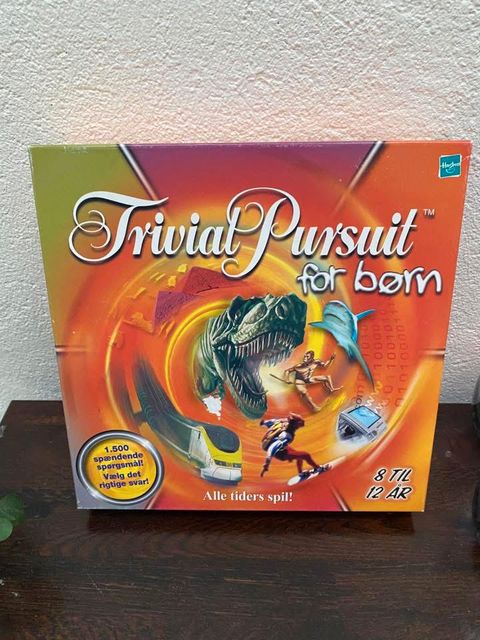 Hasbro
Trivial Pursuit™
for børn
1.500
spændende
spørgsmål!
Vælg det
rigtige svar!
Alle tiders spil!
8 TIL
12 ÅR